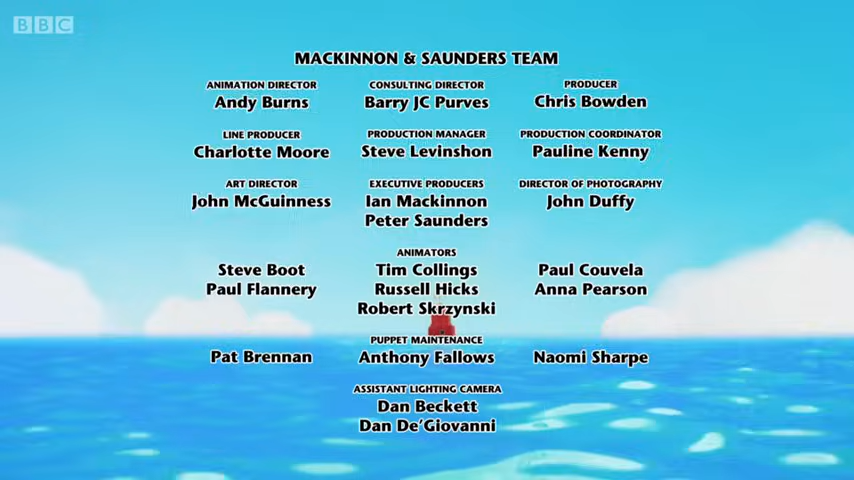 BBC
MACKINNON & SAUNDERS TEAM
ANIMATION DIRECTOR CONSULTING DIRECTOR PRODUCER
Andy Burns Barry JC Purves Chris Bowden
LINE PRODUCER PRODUCTION MANAGER PRODUCTION COORDINATOR
Charlotte Moore Steve Levinshon Pauline Kenny
ART DIRECTOR EXECUTIVE PRODUCERS DIRECTOR OF PHOTOGRAPHY
John McGuinness Ian Mackinnon John Duffy
Peter Saunders
ANIMATORS
Steve Boot Tim Collings Paul Couvela
Paul Flannery Russell Hicks Anna Pearson
Robert Skrzynski
PUPPET MAINTENANCE
Pat Brennan Anthony Fallows Naomi Sharpe
ASSISTANT LIGHTING CAMERA
Dan Beckett
Dan De'Giovanni